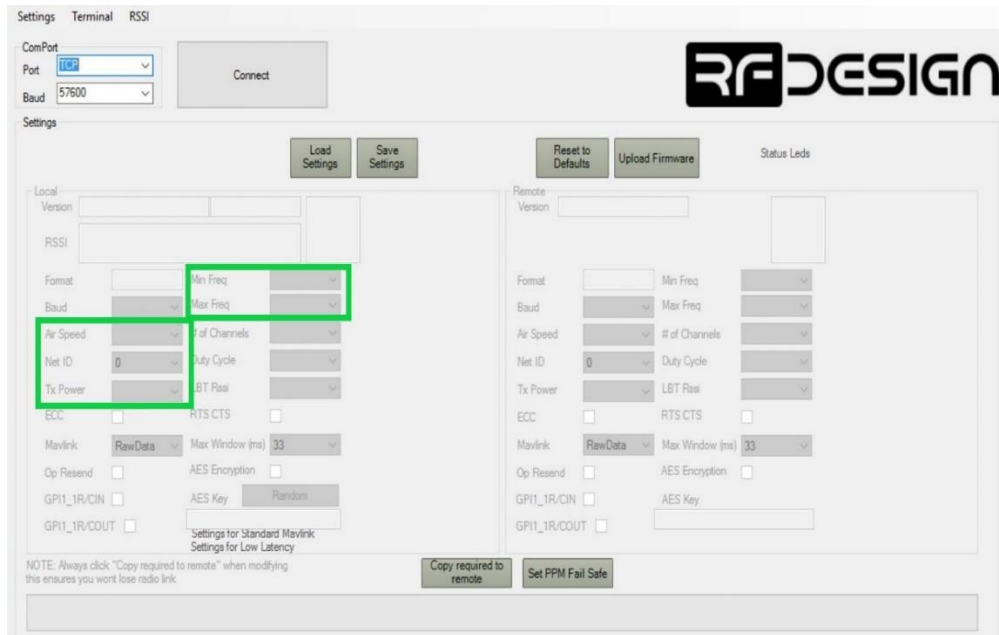 Settings Terminal RSSI
ComPort
Port TCP
Baud 57600
Connect
RFDESIGN
Settings
Load Settings
Save Settings
Reset to Defaults
Upload Firmware
Status Leds
Local
Version
RSSI
Format
Min Freq
Baud
Max Freq
Air Speed
# of Channels
Net ID 0
Duty Cycle
Tx Power
LBT Rssi
ECC
RTS CTS
Mavlink RawData
Max Window (ms) 33
Op Resend
AES Encryption
GPI1_1R/CIN
AES Key Random
GPI1_1R/COUT
Settings for Standard Mavlink
Settings for Low Latency
Remote
Version
Format
Min Freq
Baud
Max Freq
Air Speed
# of Channels
Net ID 0
Duty Cycle
Tx Power
LBT Rssi
ECC
RTS CTS
Mavlink RawData
Max Window (ms) 33
Op Resend
AES Encryption
GPI1_1R/CIN
AES Key
GPI1_1R/COUT
NOTE: Always click "Copy required to remote" when modifying
this ensures you wont lose radio link
Copy required to
remote
Set PPM Fail Safe